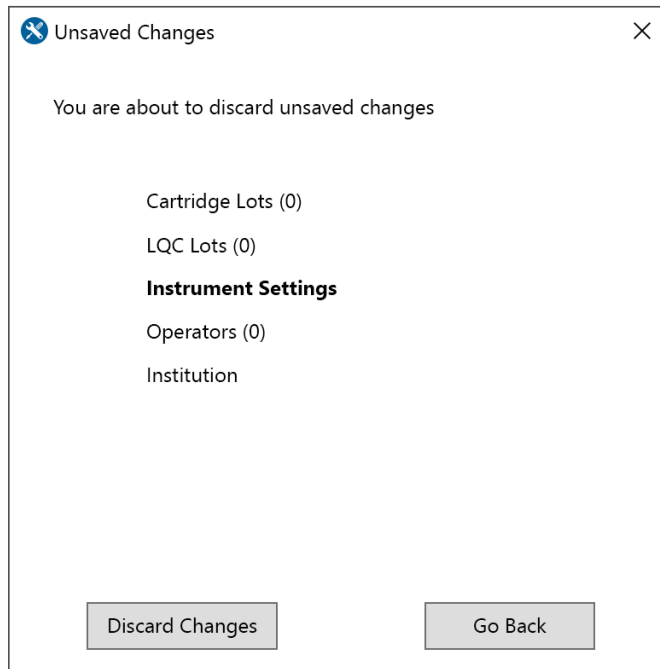 Unsaved Changes
You are about to discard unsaved changes
Cartridge Lots (0)
LQC Lots (0)
Instrument Settings
Operators (0)
Institution
Discard Changes
Go Back